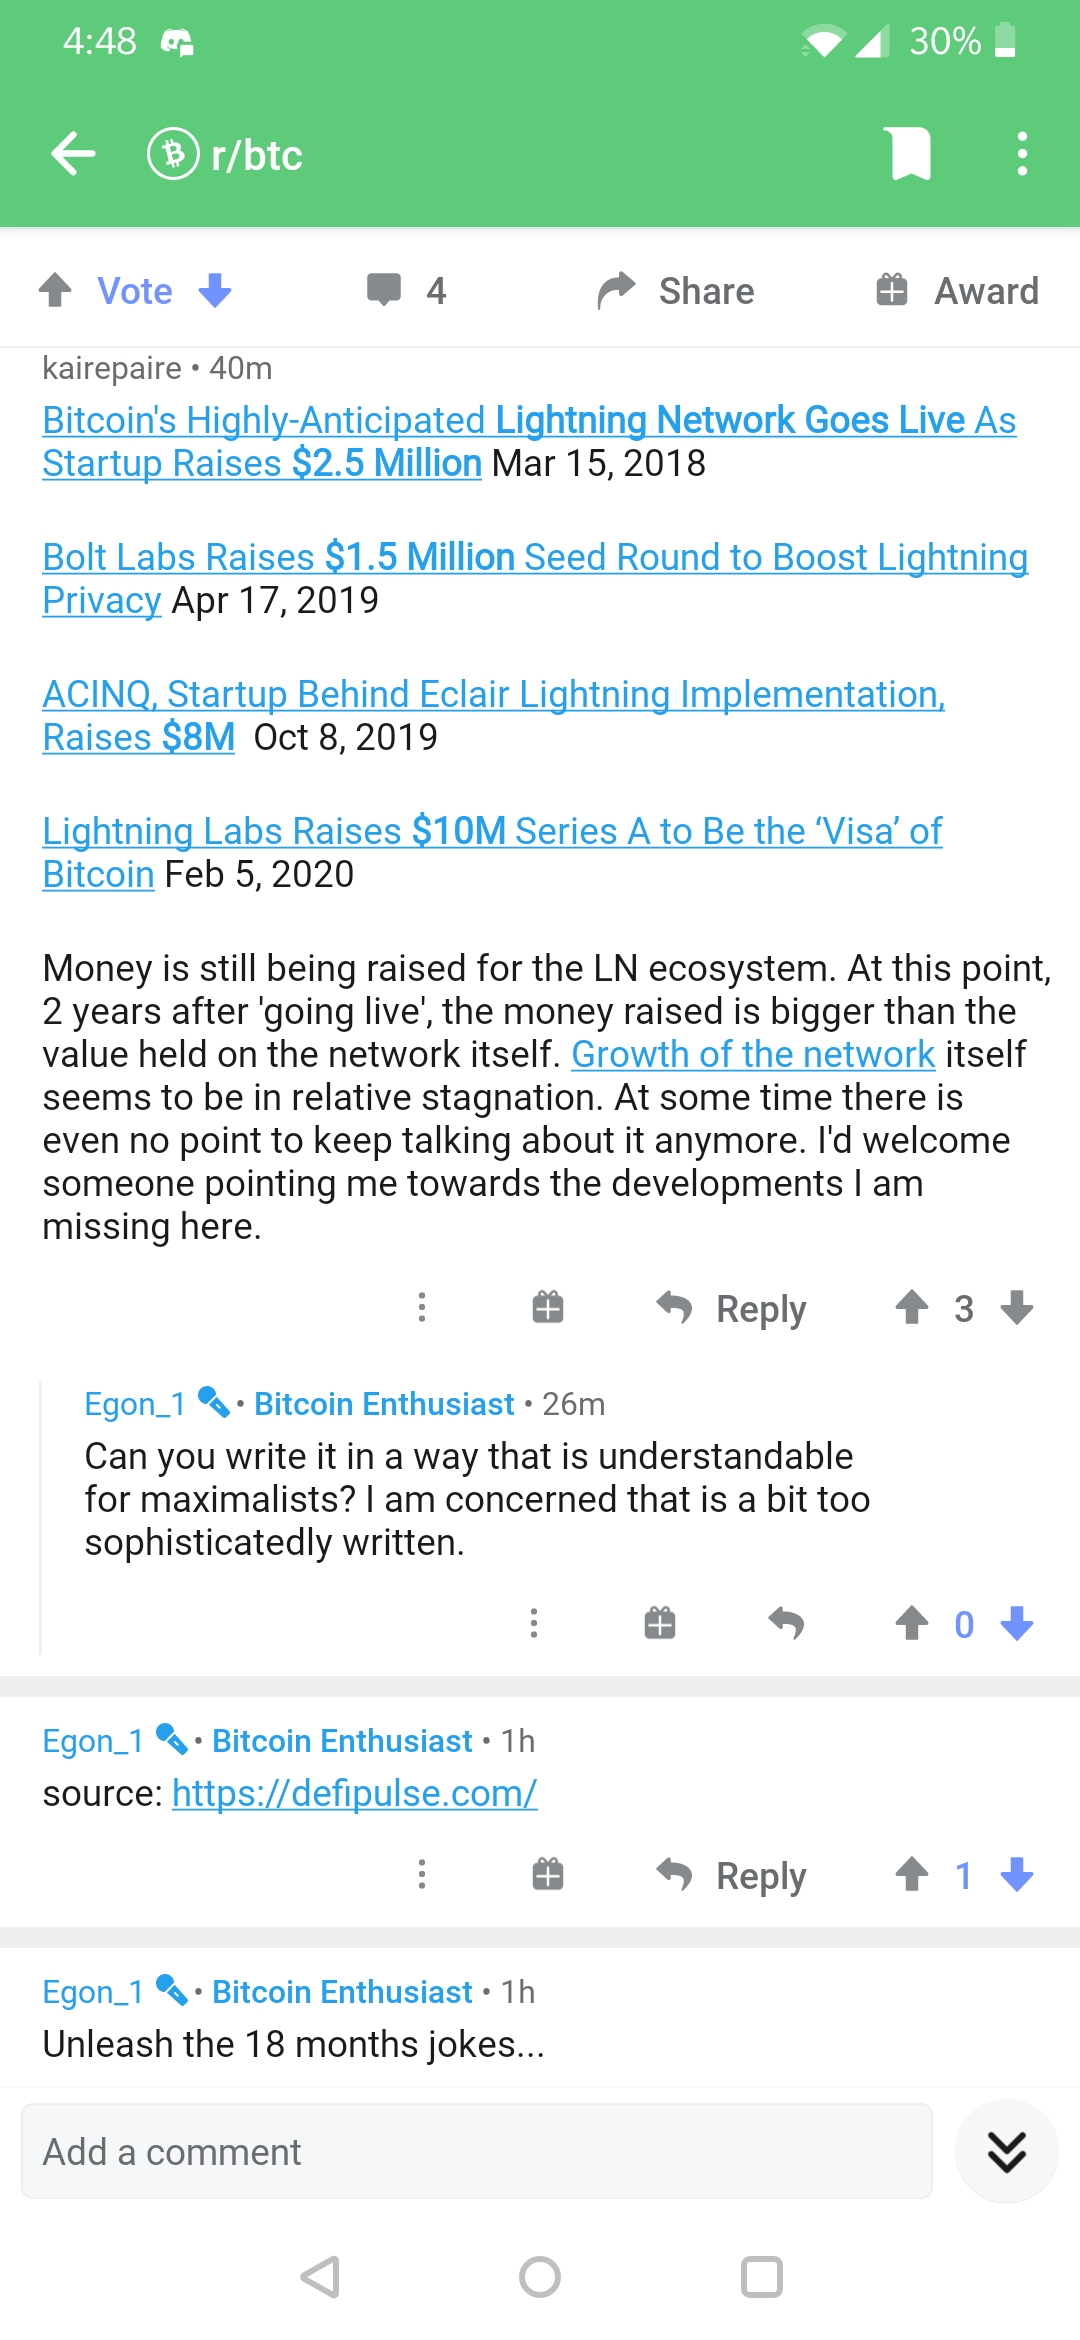 4:48 30%
r/btc
Vote 4 Share Award
kairepaire • 40m
Bitcoin's Highly-Anticipated Lightning Network Goes Live As
Startup Raises $2.5 Million Mar 15, 2018
Bolt Labs Raises $1.5 Million Seed Round to Boost Lightning
Privacy Apr 17, 2019
ACINQ, Startup Behind Eclair Lightning Implementation,
Raises $8M Oct 8, 2019
Lightning Labs Raises $10M Series A to Be the ‘Visa’ of
Bitcoin Feb 5, 2020
Money is still being raised for the LN ecosystem. At this point,
2 years after 'going live', the money raised is bigger than the
value held on the network itself. Growth of the network itself
seems to be in relative stagnation. At some time there is
even no point to keep talking about it anymore. I'd welcome
someone pointing me towards the developments I am
missing here.
Reply 3
Egon_1 • Bitcoin Enthusiast • 26m
Can you write it in a way that is understandable
for maximalists? I am concerned that is a bit too
sophisticatedly written.
0
Egon_1 • Bitcoin Enthusiast • 1h
source: https://defipulse.com/
Reply 1
Egon_1 • Bitcoin Enthusiast • 1h
Unleash the 18 months jokes...
Add a comment